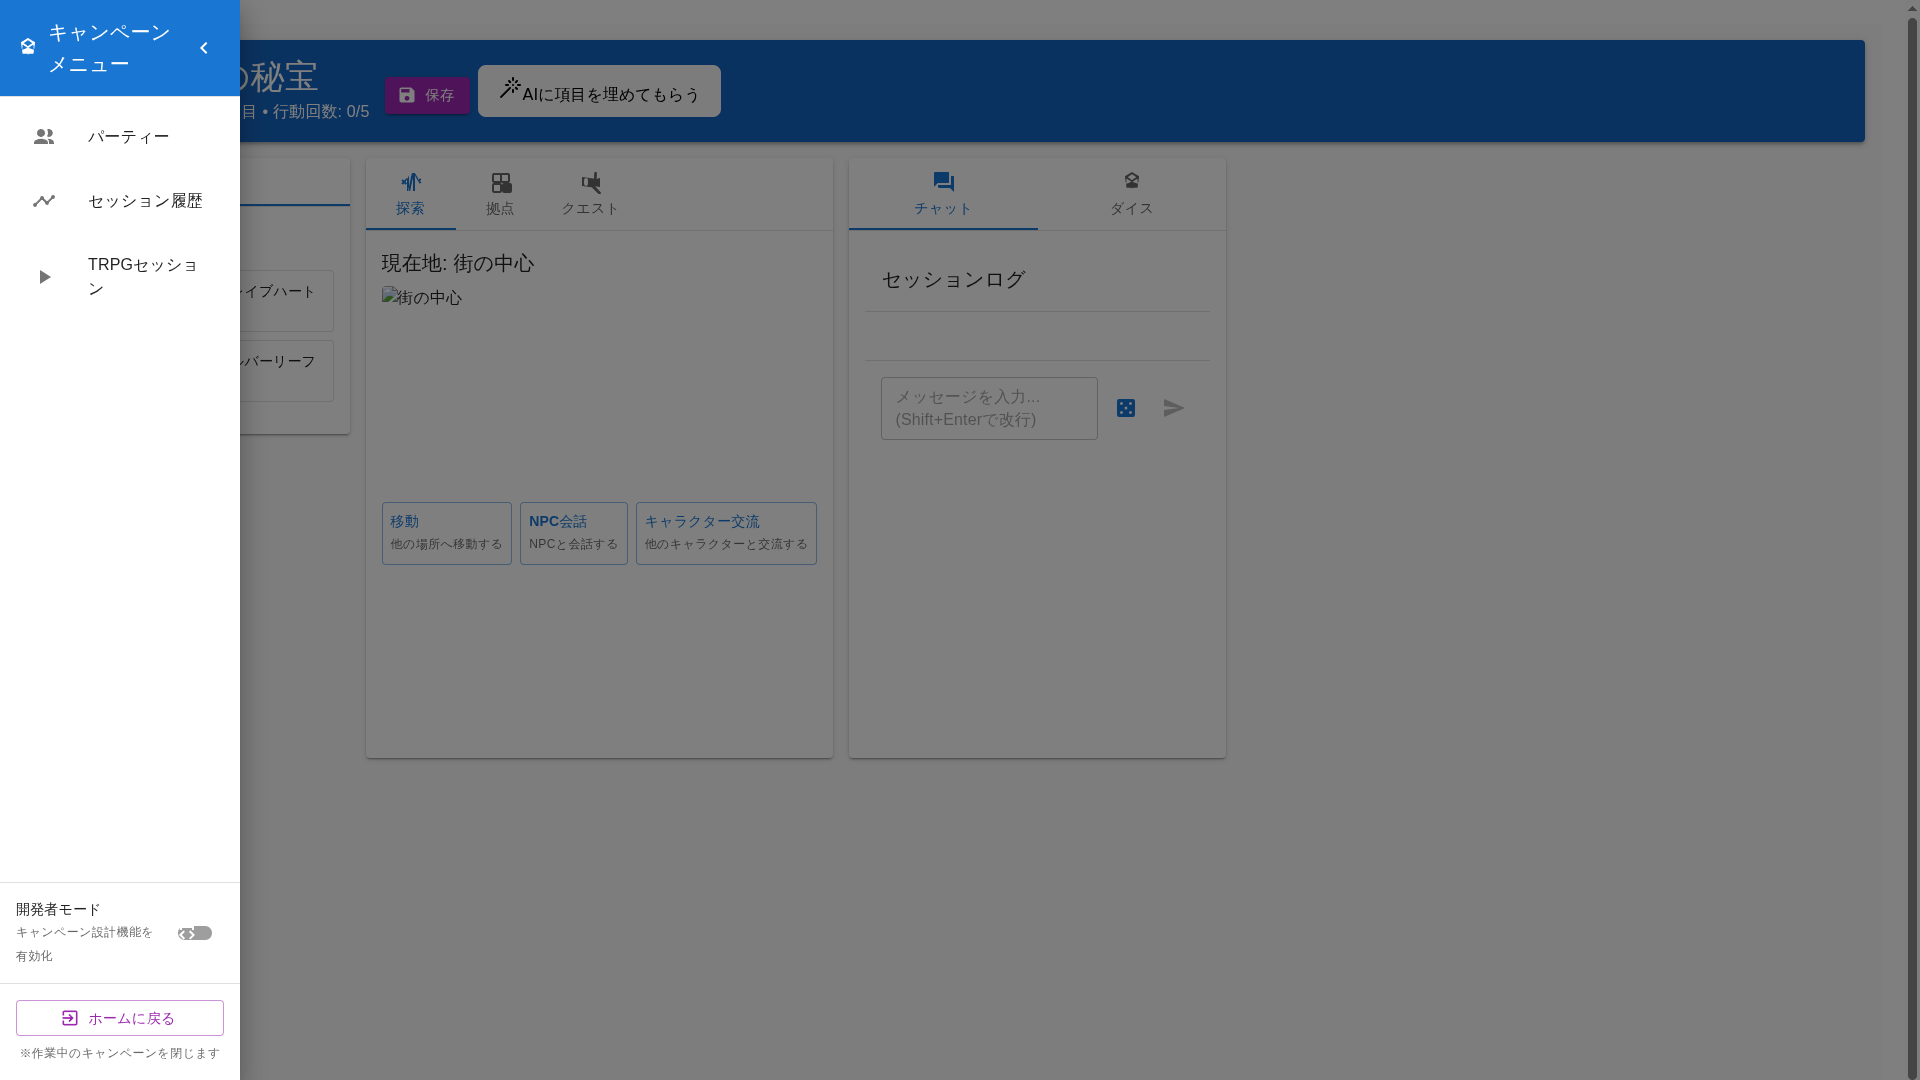 キャンペーン
メニュー
パーティー
セッション履歴
TRPGセッショ
ン
開発者モード
キャンペーン設計機能を
有効化
ホームに戻る
※作業中のキャンペーンを閉じます
の秘宝
目 • 行動回数: 0/5
保存
AIに項目を埋めてもらう
イブハート
バーリーフ
探索
拠点
クエスト
現在地: 街の中心
街の中心
移動
他の場所へ移動する
NPC会話
NPCと会話する
キャラクター交流
他のキャラクターと交流する
チャット
ダイス
セッションログ
メッセージを入力...
(Shift+Enterで改行)